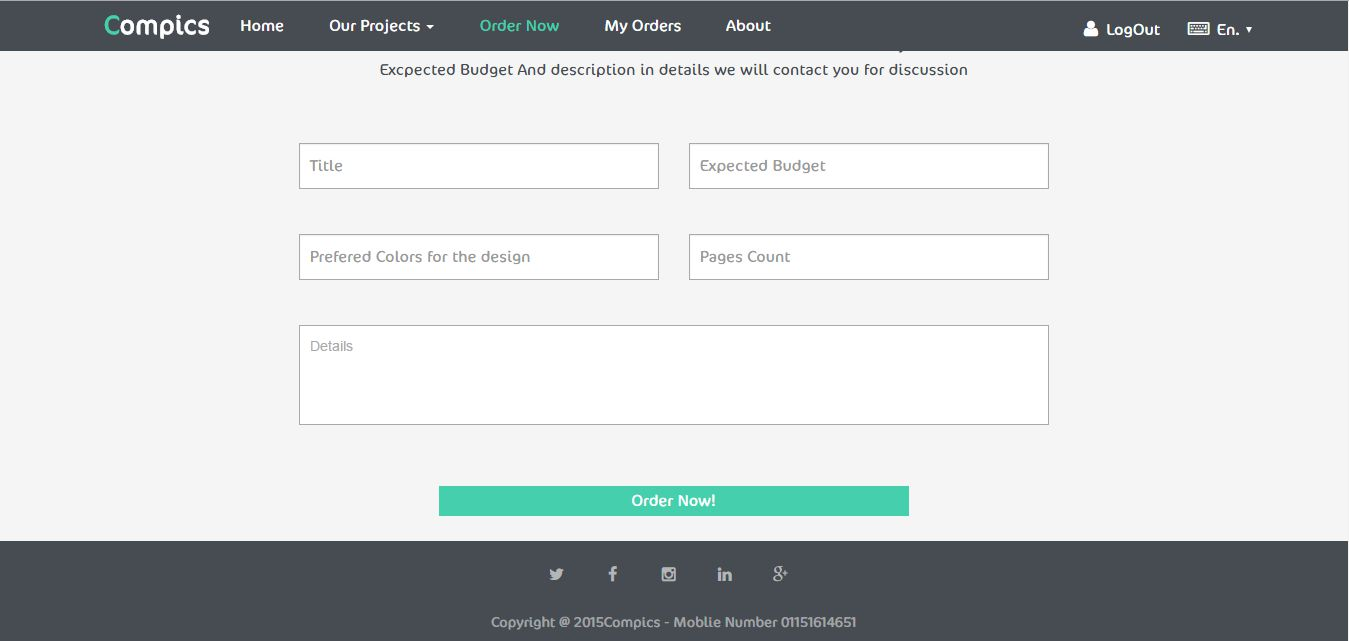 Compics Home Our Projects Order Now My Orders About LogOut En.
Excpected Budget And description in details we will contact you for discussion
Title Expected Budget
Prefered Colors for the design Pages Count
Details
Order Now!
Copyright @ 2015Compics - Moblie Number 01151614651